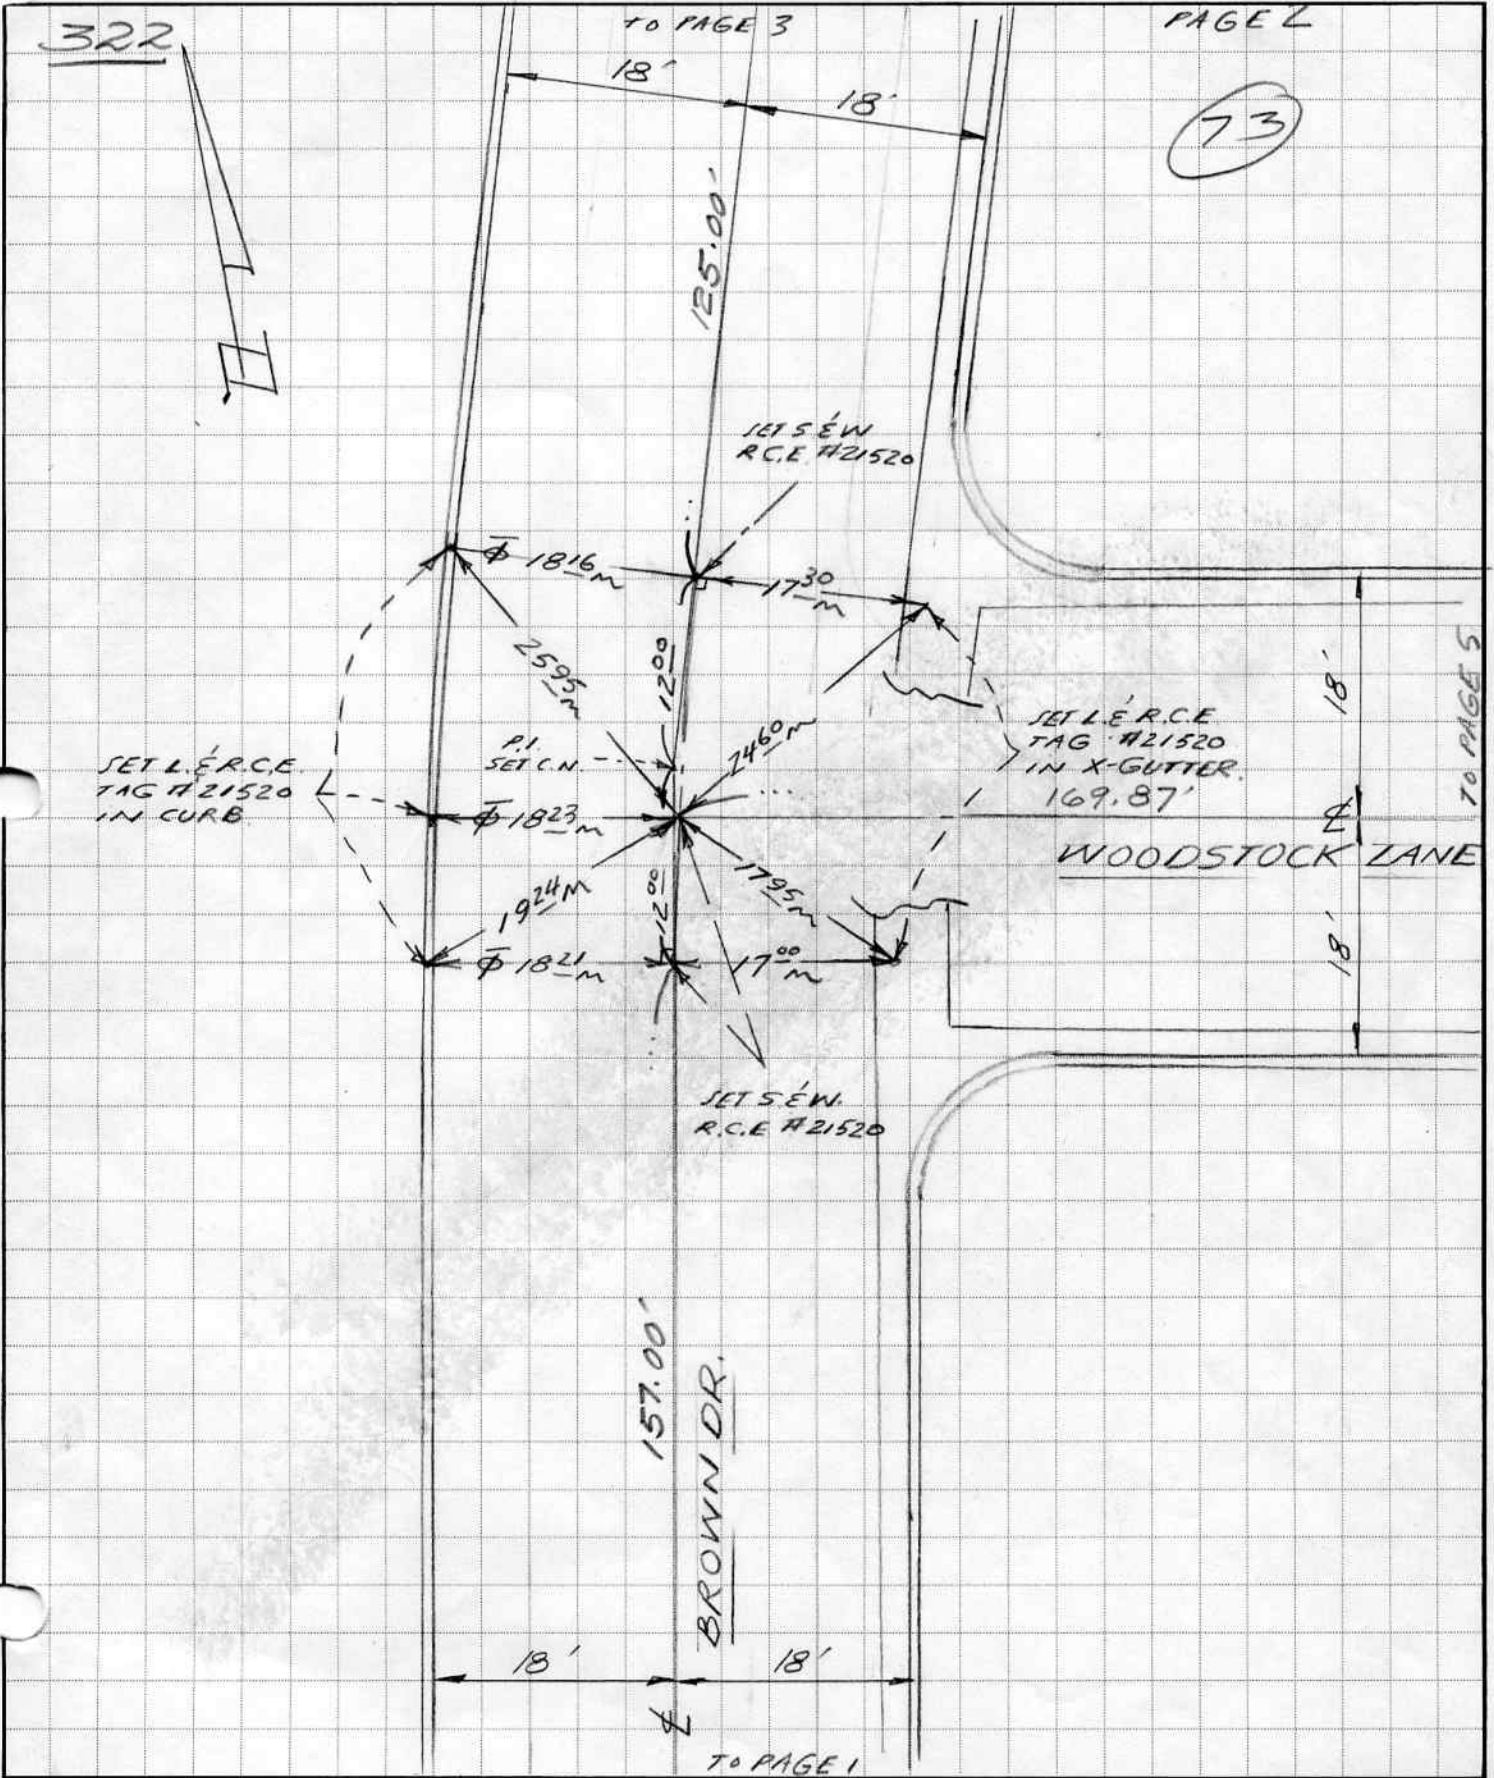 322
TO PAGE 3
PAGE 2
73
18'
18'
125.00'
SET S & W
R.C.E. #21520
18 16 M
17 30 M
25 95 M
12 00
24 60 M
18'
TO PAGE 5
P.I.
SET C.N.
SET L. & R.C.E.
TAG #21520
IN CURB
SET L. & R.C.E.
TAG #21520
IN X-GUTTER.
169.87'
18 23 M
℄
WOODSTOCK LANE
19 24 M
12 00
17 95 M
18 21 M
17 00 M
18'
SET S & W.
R.C.E #21520
157.00'
BROWN DR.
18'
18'
℄
TO PAGE 1